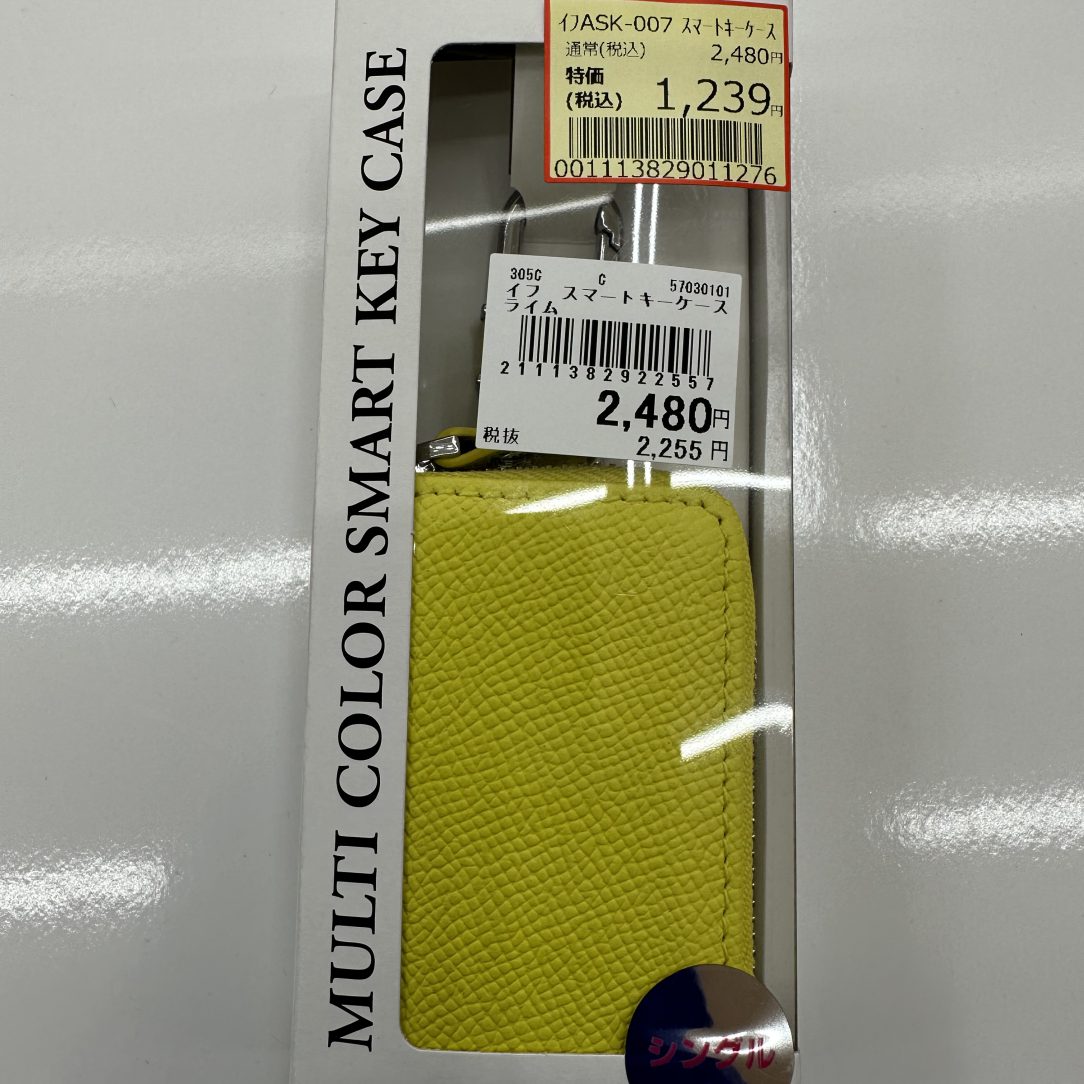 ｲﾌASK-007 ｽﾏｰﾄｷｰｹｰｽ
通常(税込) 2,480円
特価
(税込) 1,239円
001113829011276
305C C 57030101
イフ スマートキーケース
ライム
2111382922557
2,480円
税抜 2,255円
MULTI COLOR SMART KEY CASE
シングル